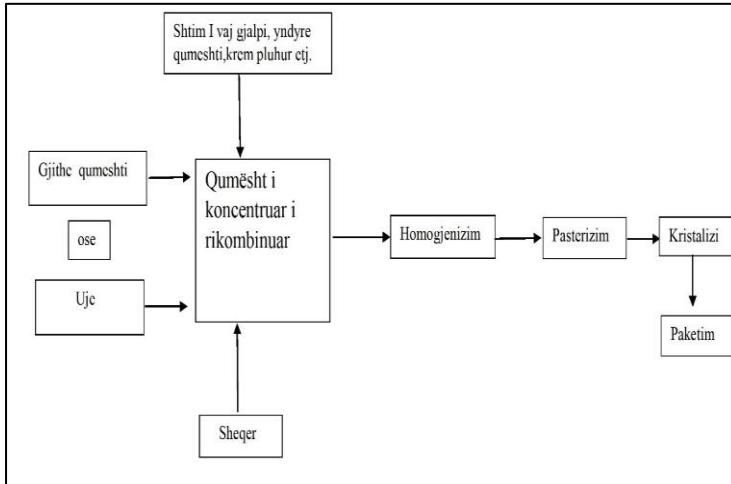 Shtim I vaj gjalpi, yndyre
qumeshti,krem pluhur etj.
Gjithe qumeshti
ose
Uje
Qumësht i
koncentruar i
rikombinuar
Sheqer
Homogjenizim
Pasterizim
Kristalizi
Paketim